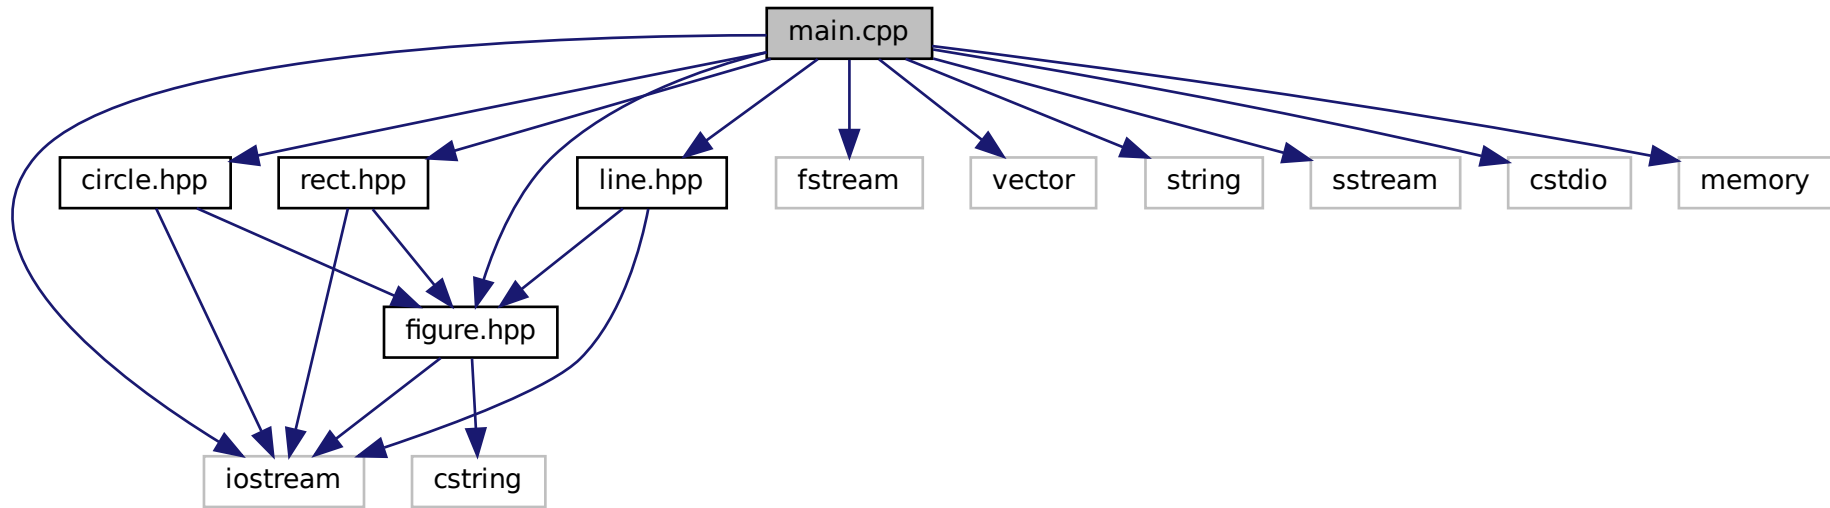 main.cpp
circle.hpp
rect.hpp
line.hpp
fstream
vector
string
sstream
cstdio
memory
figure.hpp
iostream
cstring